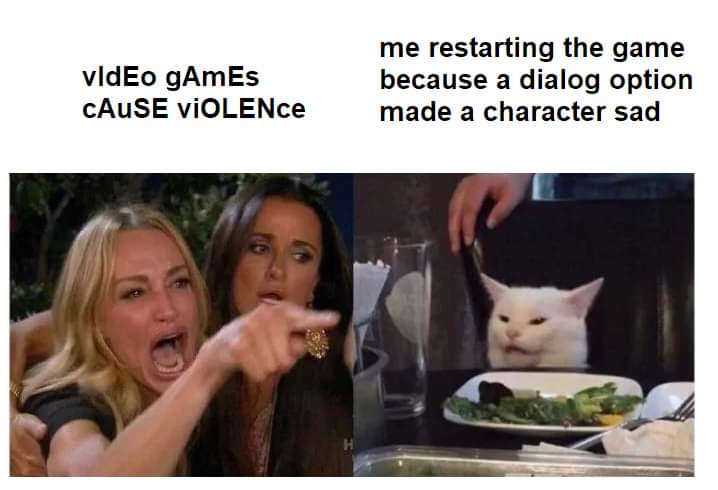 vIdEo gAmEs
cAuSE viOLENce
me restarting the game
because a dialog option
made a character sad
H